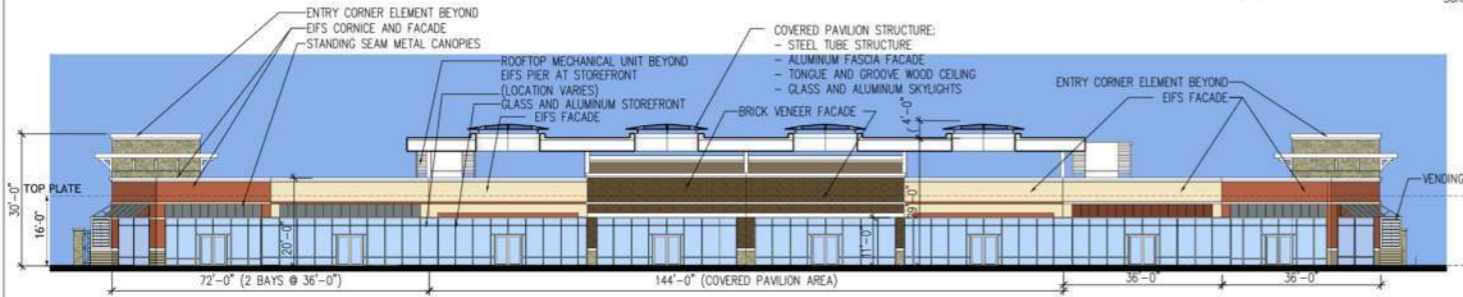 ENTRY CORNER ELEMENT BEYOND
EIFS CORNICE AND FACADE
STANDING SEAM METAL CANOPIES
ROOFTOP MECHANICAL UNIT BEYOND
EIFS PIER AT STOREFRONT
(LOCATION VARIES)
GLASS AND ALUMINUM STOREFRONT
EIFS FACADE
COVERED PAVILION STRUCTURE:
- STEEL TUBE STRUCTURE
- ALUMINUM FASCIA FACADE
- TONGUE AND GROOVE WOOD CEILING
- GLASS AND ALUMINUM SKYLIGHTS
BRICK VENEER FACADE
ENTRY CORNER ELEMENT BEYOND
EIFS FACADE
VENDING
TOP PLATE
30'-0"
16'-0"
20'-0"
11'-0"
29'-0"
4'-0"
72'-0" (2 BAYS @ 36'-0")
144'-0" (COVERED PAVILION AREA)
36'-0"
36'-0"